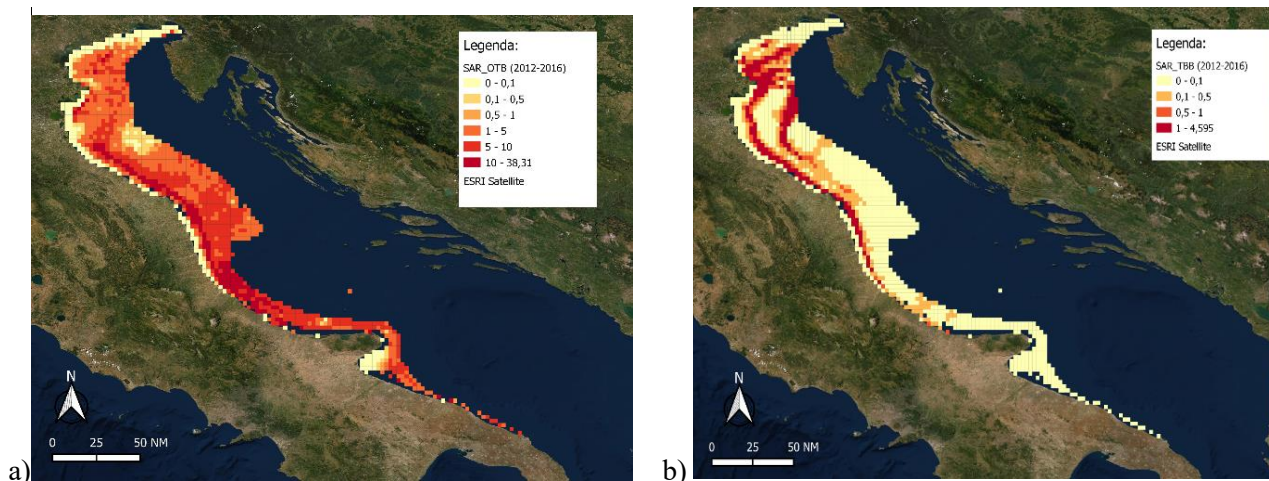 Legenda:
SAR_OTB (2012-2016)
0 - 0,1
0,1 - 0,5
0,5 - 1
1 - 5
5 - 10
10 - 38,31
ESRI Satellite
N
0 25 50 NM
a)
Legenda:
SAR_TBB (2012-2016)
0 - 0,1
0,1 - 0,5
0,5 - 1
1 - 4,595
ESRI Satellite
N
0 25 50 NM
b)